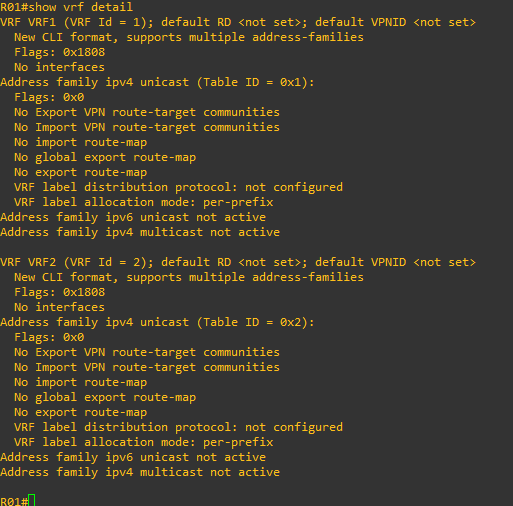 R01#show vrf detail
VRF VRF1 (VRF Id = 1); default RD <not set>; default VPNID <not set>
  New CLI format, supports multiple address-families
  Flags: 0x1808
  No interfaces
Address family ipv4 unicast (Table ID = 0x1):
  Flags: 0x0
  No Export VPN route-target communities
  No Import VPN route-target communities
  No import route-map
  No global export route-map
  No export route-map
  VRF label distribution protocol: not configured
  VRF label allocation mode: per-prefix
Address family ipv6 unicast not active
Address family ipv4 multicast not active

VRF VRF2 (VRF Id = 2); default RD <not set>; default VPNID <not set>
  New CLI format, supports multiple address-families
  Flags: 0x1808
  No interfaces
Address family ipv4 unicast (Table ID = 0x2):
  Flags: 0x0
  No Export VPN route-target communities
  No Import VPN route-target communities
  No import route-map
  No global export route-map
  No export route-map
  VRF label distribution protocol: not configured
  VRF label allocation mode: per-prefix
Address family ipv6 unicast not active
Address family ipv4 multicast not active

R01#